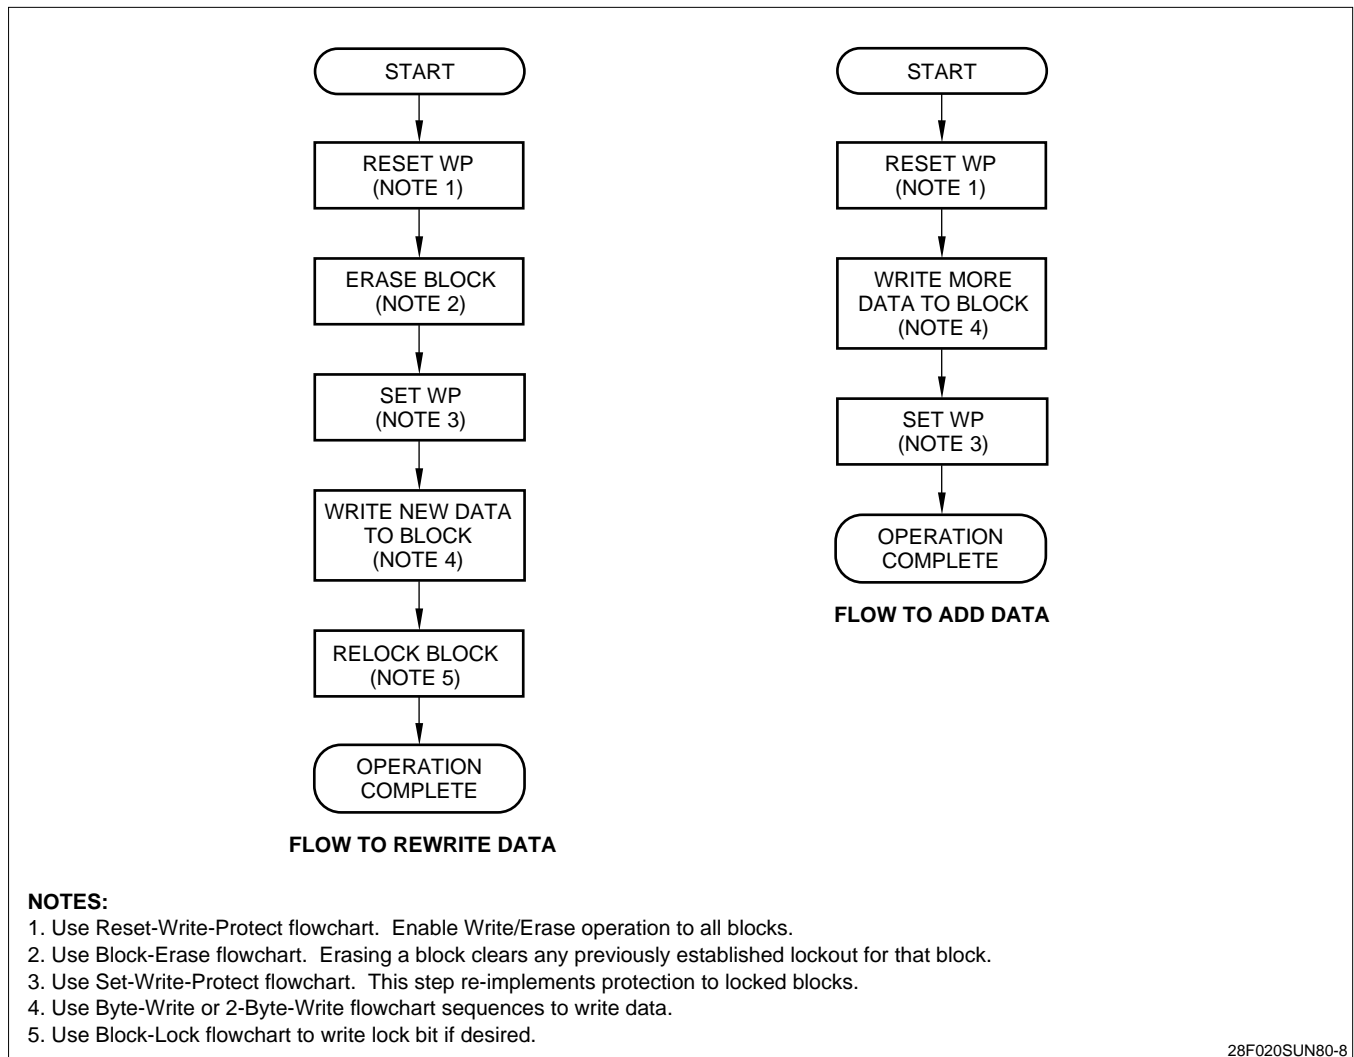 START
RESET WP
(NOTE 1)
ERASE BLOCK
(NOTE 2)
SET WP
(NOTE 3)
WRITE NEW DATA
TO BLOCK
(NOTE 4)
RELOCK BLOCK
(NOTE 5)
OPERATION
COMPLETE
FLOW TO REWRITE DATA
START
RESET WP
(NOTE 1)
WRITE MORE
DATA TO BLOCK
(NOTE 4)
SET WP
(NOTE 3)
OPERATION
COMPLETE
FLOW TO ADD DATA
NOTES:
1. Use Reset-Write-Protect flowchart.  Enable Write/Erase operation to all blocks.
2. Use Block-Erase flowchart.  Erasing a block clears any previously established lockout for that block.
3. Use Set-Write-Protect flowchart.  This step re-implements protection to locked blocks.
4. Use Byte-Write or 2-Byte-Write flowchart sequences to write data.
5. Use Block-Lock flowchart to write lock bit if desired.
28F020SUN80-8